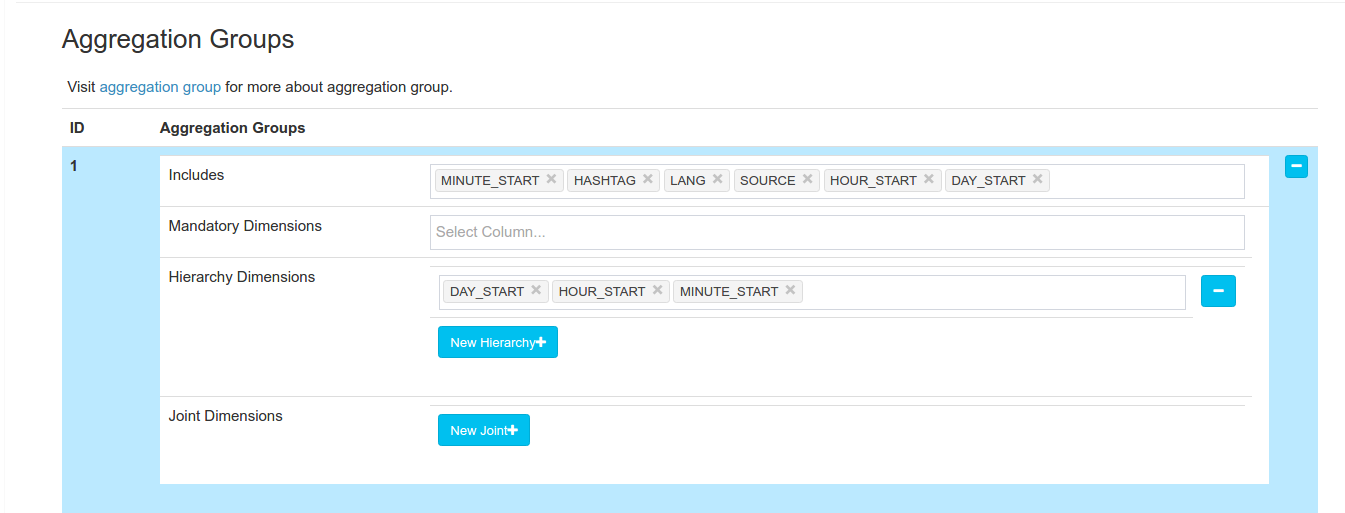 Aggregation Groups
Visit aggregation group for more about aggregation group.
ID Aggregation Groups
1 Includes MINUTE_START HASHTAG LANG SOURCE HOUR_START DAY_START
Mandatory Dimensions Select Column...
Hierarchy Dimensions DAY_START HOUR_START MINUTE_START
New Hierarchy
Joint Dimensions
New Joint